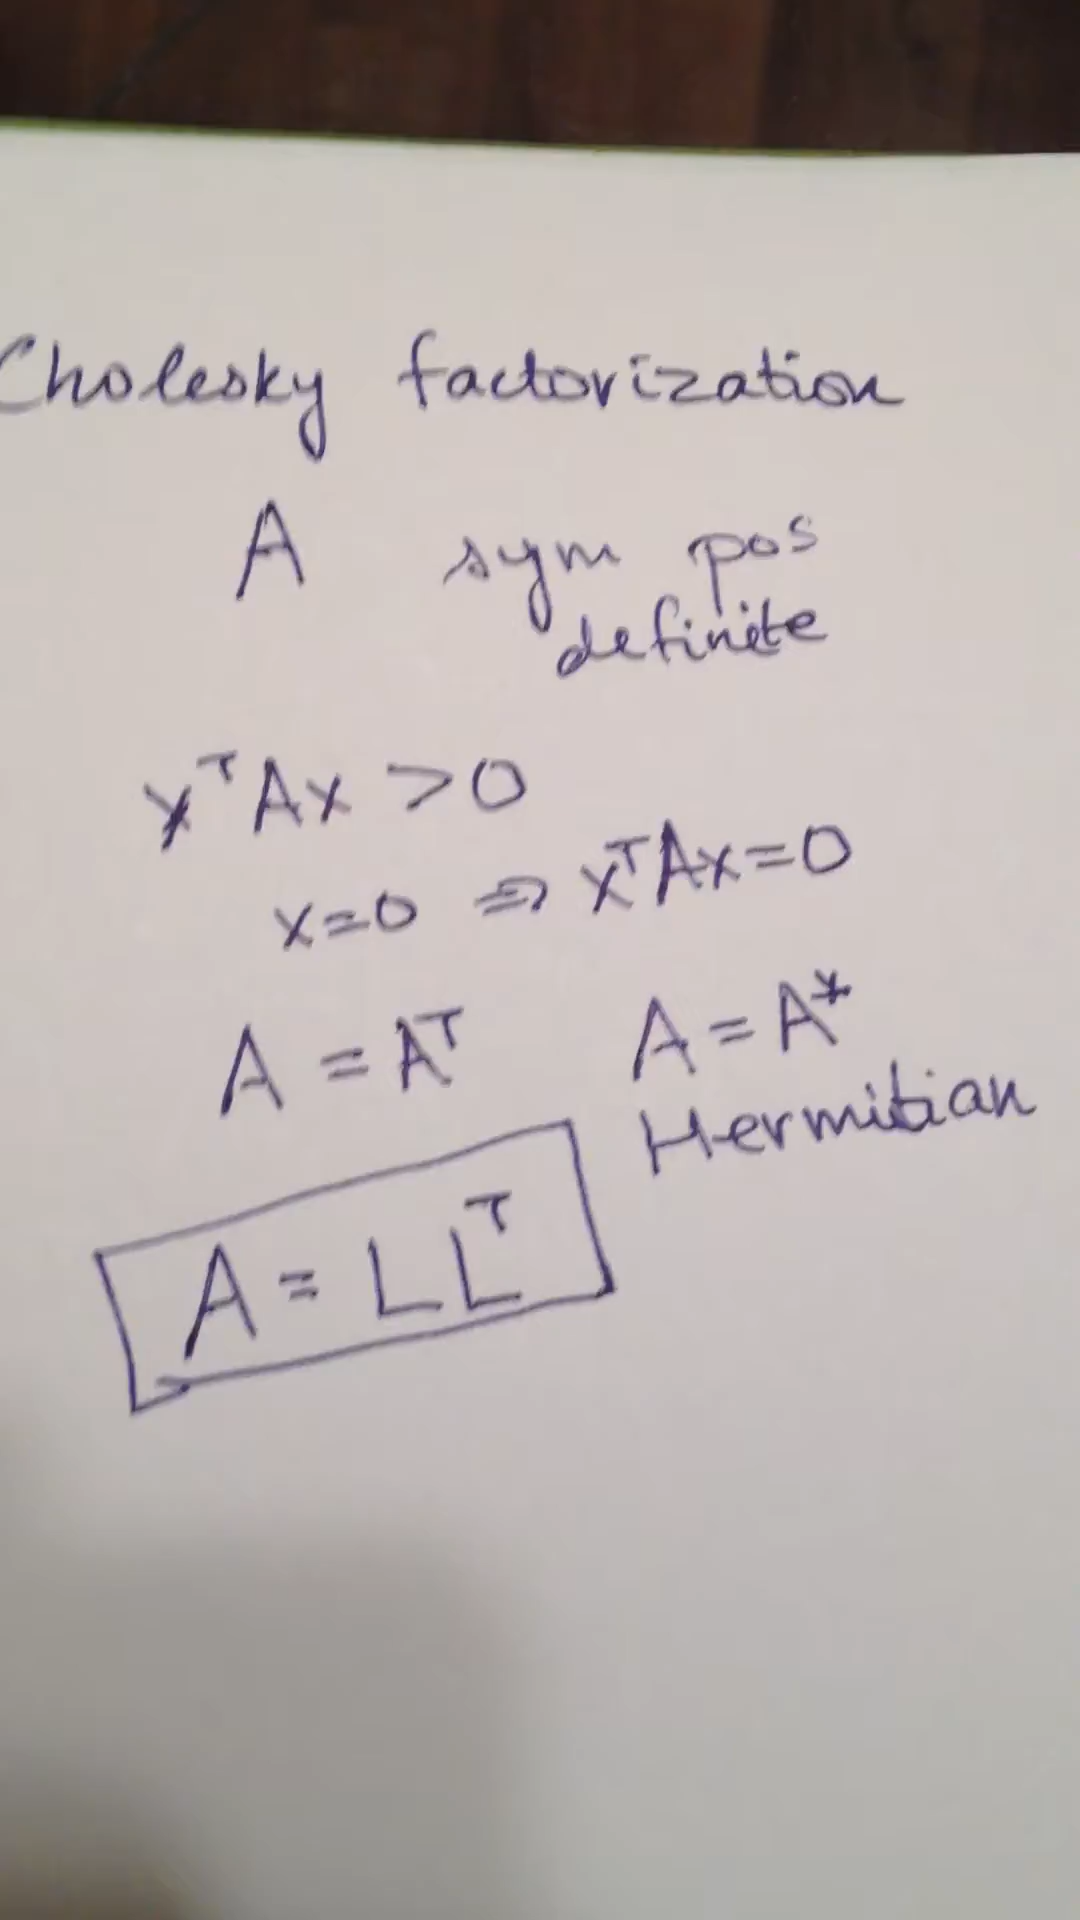 Cholesky factorization
A sym pos
definite
xᵀAx > 0
x=0 ⇒ xᵀAx=0
A = Aᵀ A = A*
Hermitian
A = LLᵀ